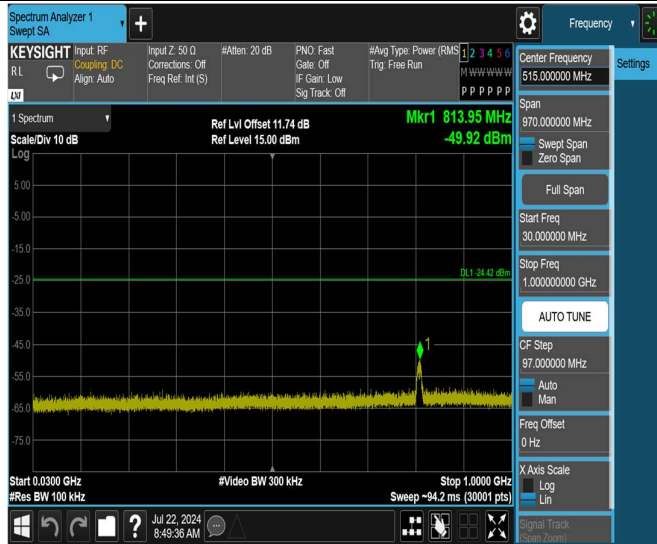 Spectrum Analyzer 1
Swept SA
Frequency
KEYSIGHT
Input: RF
Coupling: DC
Align: Auto
Input Z: 50 Ω
Corrections: Off
Freq Ref: Int (S)
#Atten: 20 dB
PNO: Fast
Gate: Off
IF Gain: Low
Sig Track: Off
#Avg Type: Power (RMS
Trig: Free Run
1 2 3 4 5 6
M W W W W W
P P P P P P
R L
LXI
Center Frequency
515.000000 MHz
Settings
Span
970.000000 MHz
Swept Span
Zero Span
Full Span
Start Freq
30.000000 MHz
Stop Freq
1.000000000 GHz
AUTO TUNE
CF Step
97.000000 MHz
Auto
Man
Freq Offset
0 Hz
X Axis Scale
Log
Lin
Signal Track
(Span Zoom)
1 Spectrum
Scale/Div 10 dB
Log
Ref Lvl Offset 11.74 dB
Ref Level 15.00 dBm
Mkr1 813.95 MHz
-49.92 dBm
5.00
-5.00
-15.0
-25.0
DL1 -24.42 dBm
-35.0
-45.0
1
-55.0
-65.0
-75.0
Start 0.0300 GHz
#Res BW 100 kHz
#Video BW 300 kHz
Stop 1.0000 GHz
Sweep ~94.2 ms (30001 pts)
?
Jul 22, 2024
8:49:36 AM